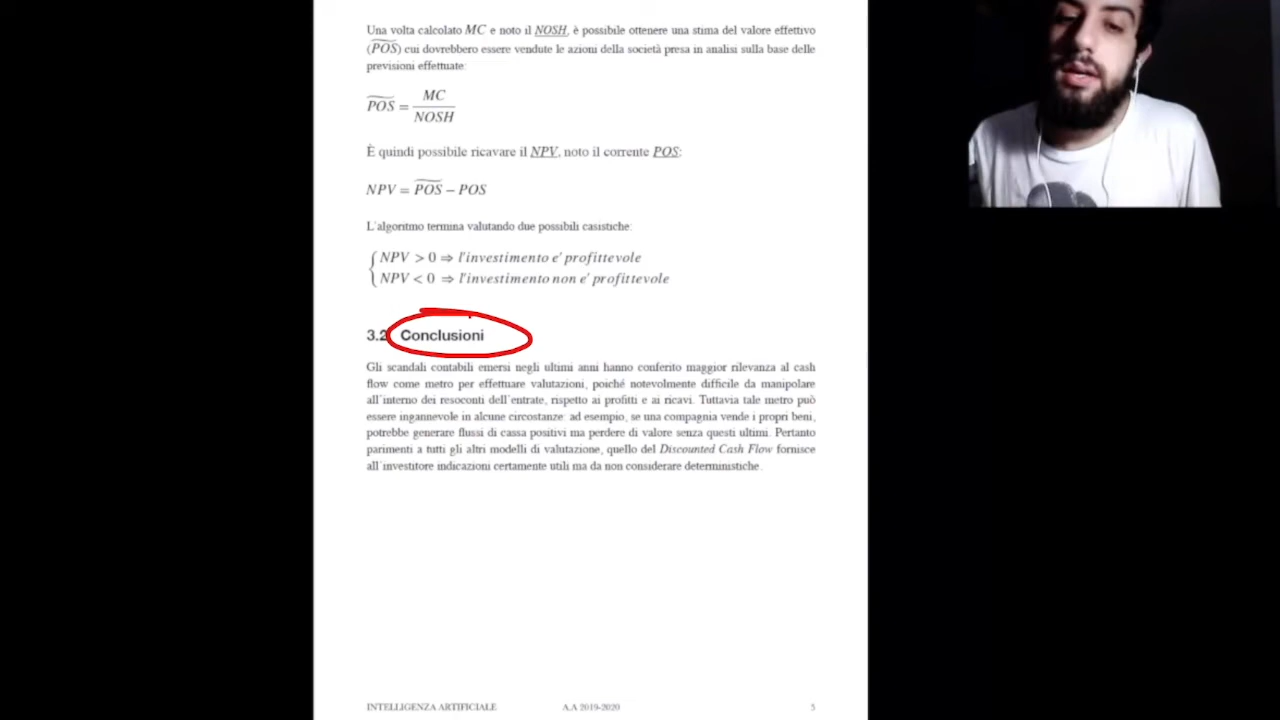 Una volta calcolato MC e noto il NOSH, è possibile ottenere una stima del valore effettivo
(P͠OS) cui dovrebbero essere vendute le azioni della società presa in analisi sulla base delle
previsioni effettuate:
P͠OS = MC / NOSH
È quindi possibile ricavare il NPV, noto il corrente POS:
NPV = P͠OS – POS
L'algoritmo termina valutando due possibili casistiche:
NPV > 0 ⇒ l'investimento e' profittevole
NPV < 0 ⇒ l'investimento non e' profittevole
3.2 Conclusioni
Gli scandali contabili emersi negli ultimi anni hanno conferito maggior rilevanza al cash
flow come metro per effettuare valutazioni, poiché notevolmente difficile da manipolare
all'interno dei resoconti dell'entrate, rispetto ai profitti e ai ricavi. Tuttavia tale metro può
essere ingannevole in alcune circostanze: ad esempio, se una compagnia vende i propri beni,
potrebbe generare flussi di cassa positivi ma perdere di valore senza questi ultimi. Pertanto
parimenti a tutti gli altri modelli di valutazione, quello del Discounted Cash Flow fornisce
all'investitore indicazioni certamente utili ma da non considerare deterministiche.
INTELLIGENZA ARTIFICIALE A.A 2019-2020 5